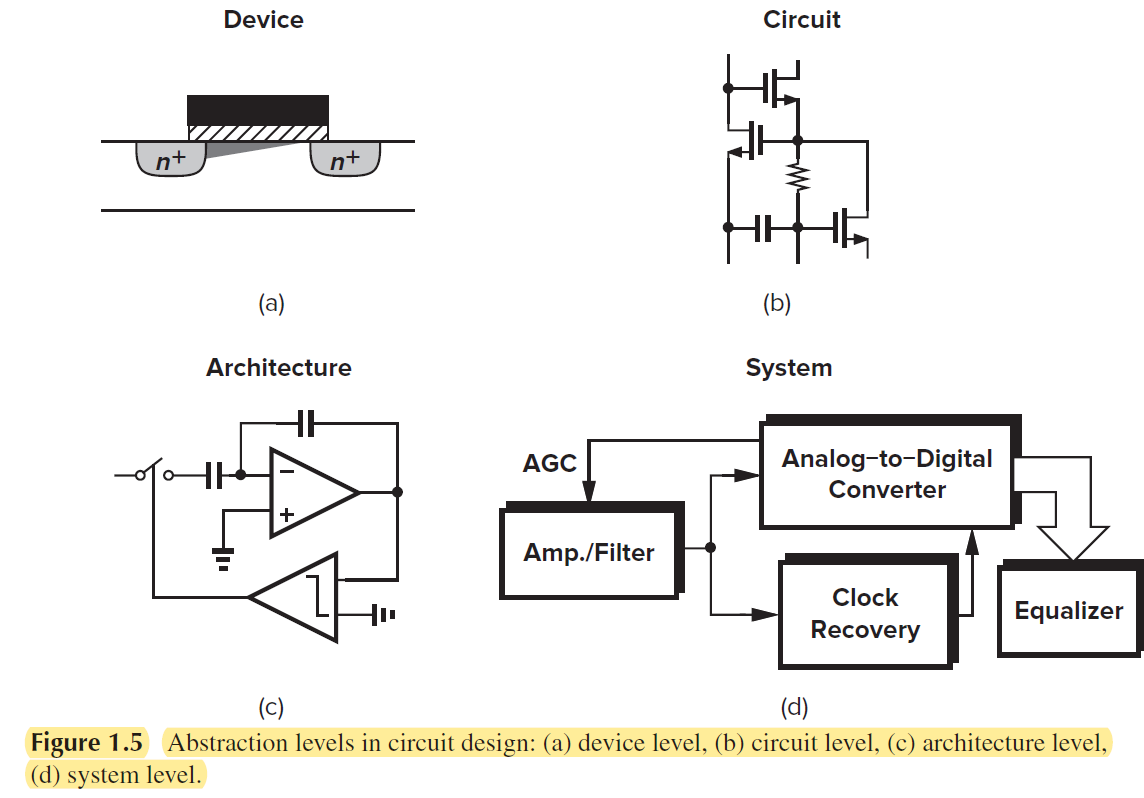 Device
Circuit
n+
n+
(a)
(b)
Architecture
System
−
+
(c)
AGC
Analog-to-Digital
Converter
Amp./Filter
Clock
Recovery
Equalizer
(d)
Figure 1.5 Abstraction levels in circuit design: (a) device level, (b) circuit level, (c) architecture level,
(d) system level.